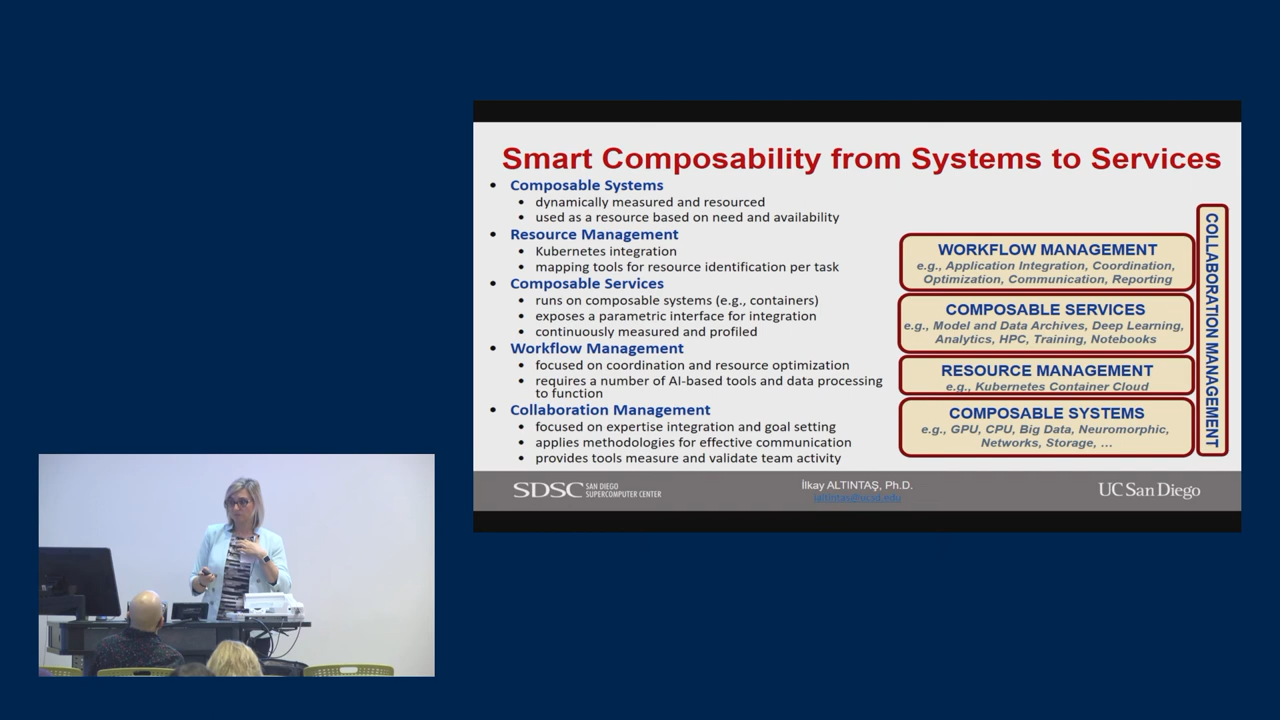 Smart Composability from Systems to Services
• Composable Systems
• dynamically measured and resourced
• used as a resource based on need and availability
• Resource Management
• Kubernetes integration
• mapping tools for resource identification per task
• Composable Services
• runs on composable systems (e.g., containers)
• exposes a parametric interface for integration
• continuously measured and profiled
• Workflow Management
• focused on coordination and resource optimization
• requires a number of AI-based tools and data processing
to function
• Collaboration Management
• focused on expertise integration and goal setting
• applies methodologies for effective communication
• provides tools measure and validate team activity
WORKFLOW MANAGEMENT
e.g., Application Integration, Coordination,
Optimization, Communication, Reporting
COMPOSABLE SERVICES
e.g., Model and Data Archives, Deep Learning,
Analytics, HPC, Training, Notebooks
RESOURCE MANAGEMENT
e.g., Kubernetes Container Cloud
COMPOSABLE SYSTEMS
e.g., GPU, CPU, Big Data, Neuromorphic,
Networks, Storage, ...
COLLABORATION MANAGEMENT
SDSC SAN DIEGO
SUPERCOMPUTER CENTER
İlkay ALTINTAŞ, Ph.D.
ialtintas@ucsd.edu
UC San Diego